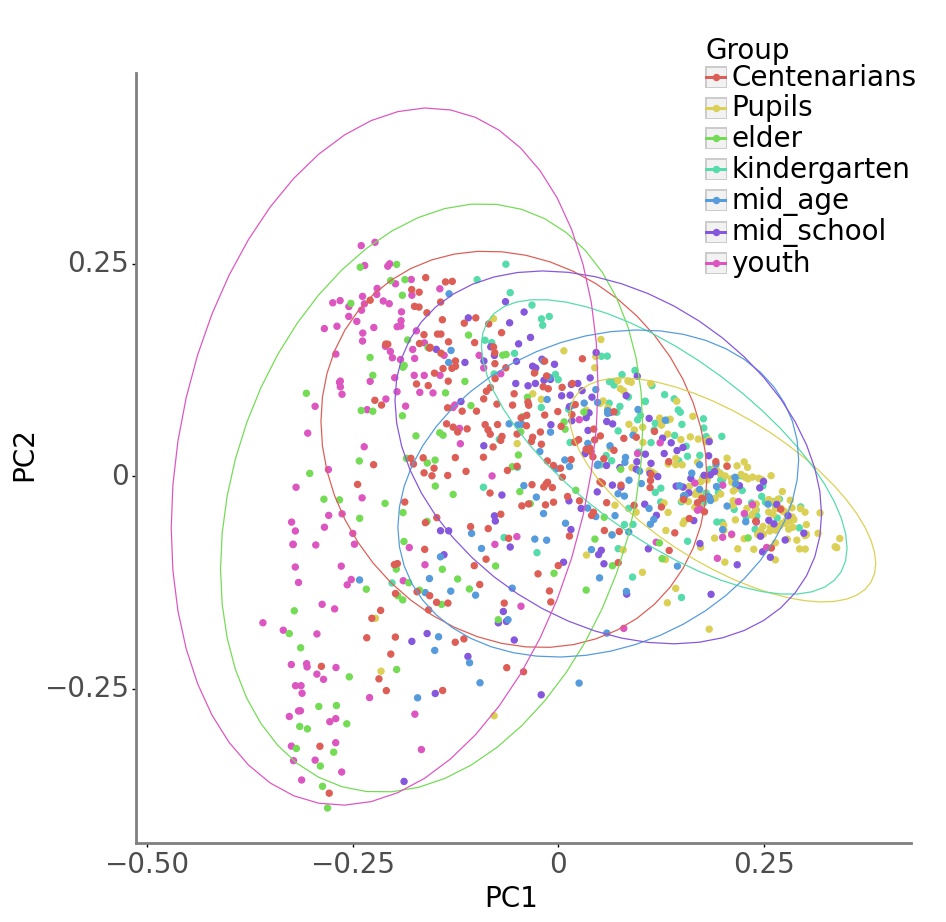 Group
Centenarians
Pupils
elder
kindergarten
mid_age
mid_school
youth
PC2
0.25
0
−0.25
−0.50
−0.25
0
0.25
PC1